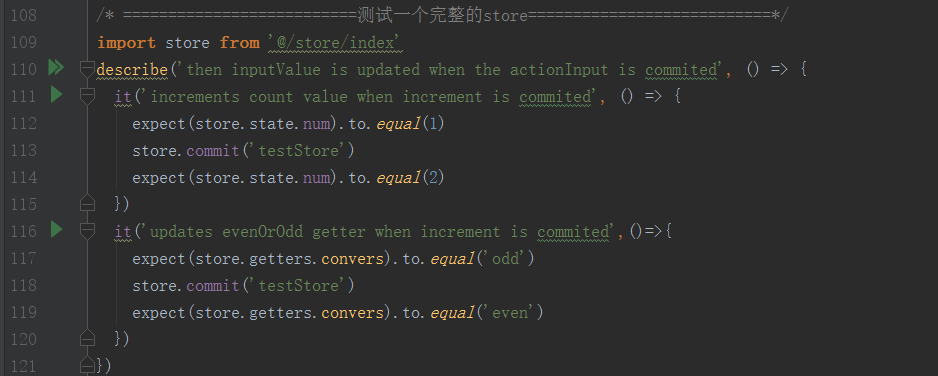 108 /* ==========================测试一个完整的store===========================*/
109 import store from '@/store/index'
110 describe('then inputValue is updated when the actionInput is commited', () => {
111 it('increments count value when increment is commited', () => {
112 expect(store.state.num).to.equal(1)
113 store.commit('testStore')
114 expect(store.state.num).to.equal(2)
115 })
116 it('updates evenOrOdd getter when increment is commited',()=>{
117 expect(store.getters.convers).to.equal('odd')
118 store.commit('testStore')
119 expect(store.getters.convers).to.equal('even')
120 })
121 })